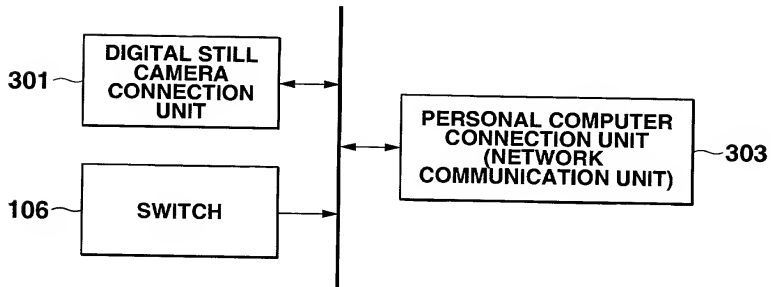 301
DIGITAL STILL
CAMERA
CONNECTION
UNIT
106
SWITCH
PERSONAL COMPUTER
CONNECTION UNIT
(NETWORK
COMMUNICATION UNIT)
303